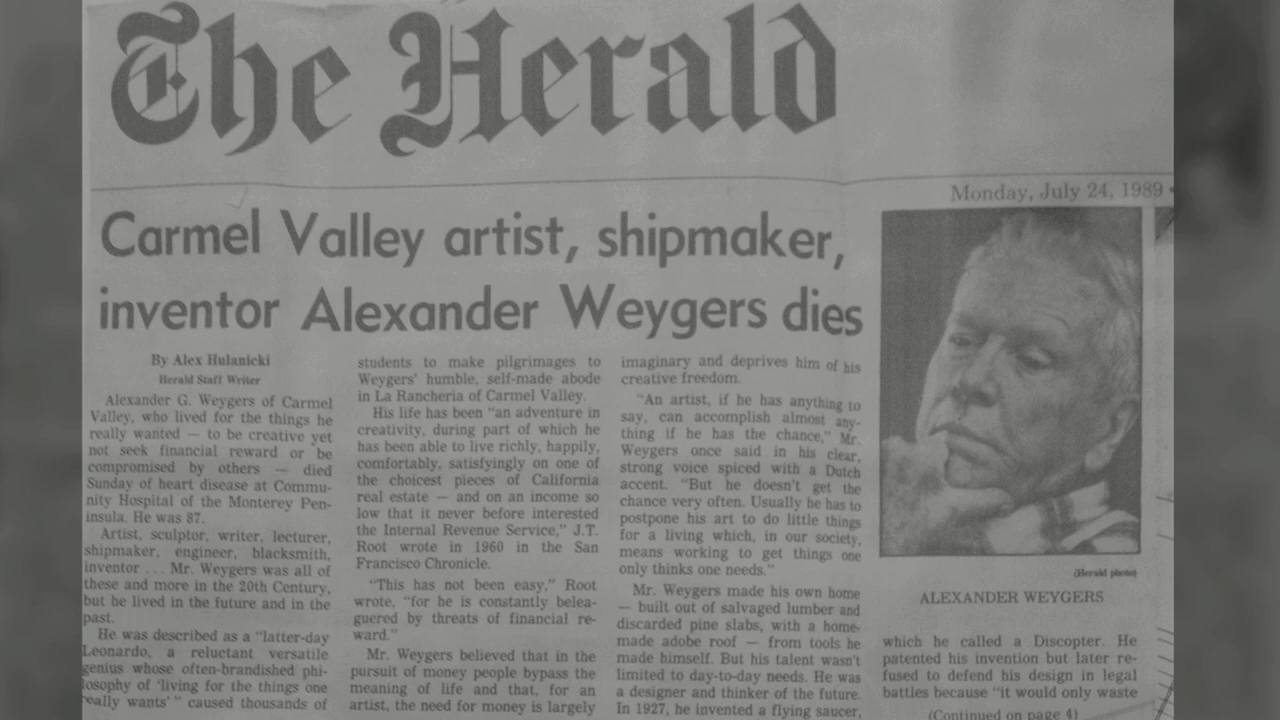 The Herald
Monday, July 24, 1989
Carmel Valley artist, shipmaker,
inventor Alexander Weygers dies
By Alex Hulanicki
Herald Staff Writer
Alexander G. Weygers of Carmel
Valley, who lived for the things he
really wanted — to be creative yet
not seek financial reward or be
compromised by others — died
Sunday of heart disease at Commu-
nity Hospital of the Monterey Pen-
insula. He was 87.
Artist, sculptor, writer, lecturer,
shipmaker, engineer, blacksmith,
inventor . . . Mr. Weygers was all of
these and more in the 20th Century,
but he lived in the future and in the
past.
He was described as a "latter-day
Leonardo, a reluctant versatile
genius whose often-brandished phi-
losophy of 'living for the things one
really wants' " caused thousands of
students to make pilgrimages to
Weygers' humble, self-made abode
in La Rancheria of Carmel Valley.
His life has been "an adventure in
creativity, during part of which he
has been able to live richly, happily,
comfortably, satisfyingly on one of
the choicest pieces of California
real estate — and on an income so
low that it never before interested
the Internal Revenue Service," J.T.
Root wrote in 1960 in the San
Francisco Chronicle.
"This has not been easy," Root
wrote, "for he is constantly belea-
guered by threats of financial re-
ward."
Mr. Weygers believed that in the
pursuit of money people bypass the
meaning of life and that, for an
artist, the need for money is largely
imaginary and deprives him of his
creative freedom.
"An artist, if he has anything to
say, can accomplish almost any-
thing if he has the chance," Mr.
Weygers once said in his clear,
strong voice spiced with a Dutch
accent. "But he doesn't get the
chance very often. Usually he has to
postpone his art to do little things
for a living which, in our society,
means working to get things one
only thinks one needs."
Mr. Weygers made his own home
— built out of salvaged lumber and
discarded pine slabs, with a home-
made adobe roof — from tools he
made himself. But his talent wasn't
limited to day-to-day needs. He was
a designer and thinker of the future.
In 1927, he invented a flying saucer,
(Herald photo)
ALEXANDER WEYGERS
which he called a Discopter. He
patented his invention but later re-
fused to defend his design in legal
battles because "it would only waste
(Continued on page 4)